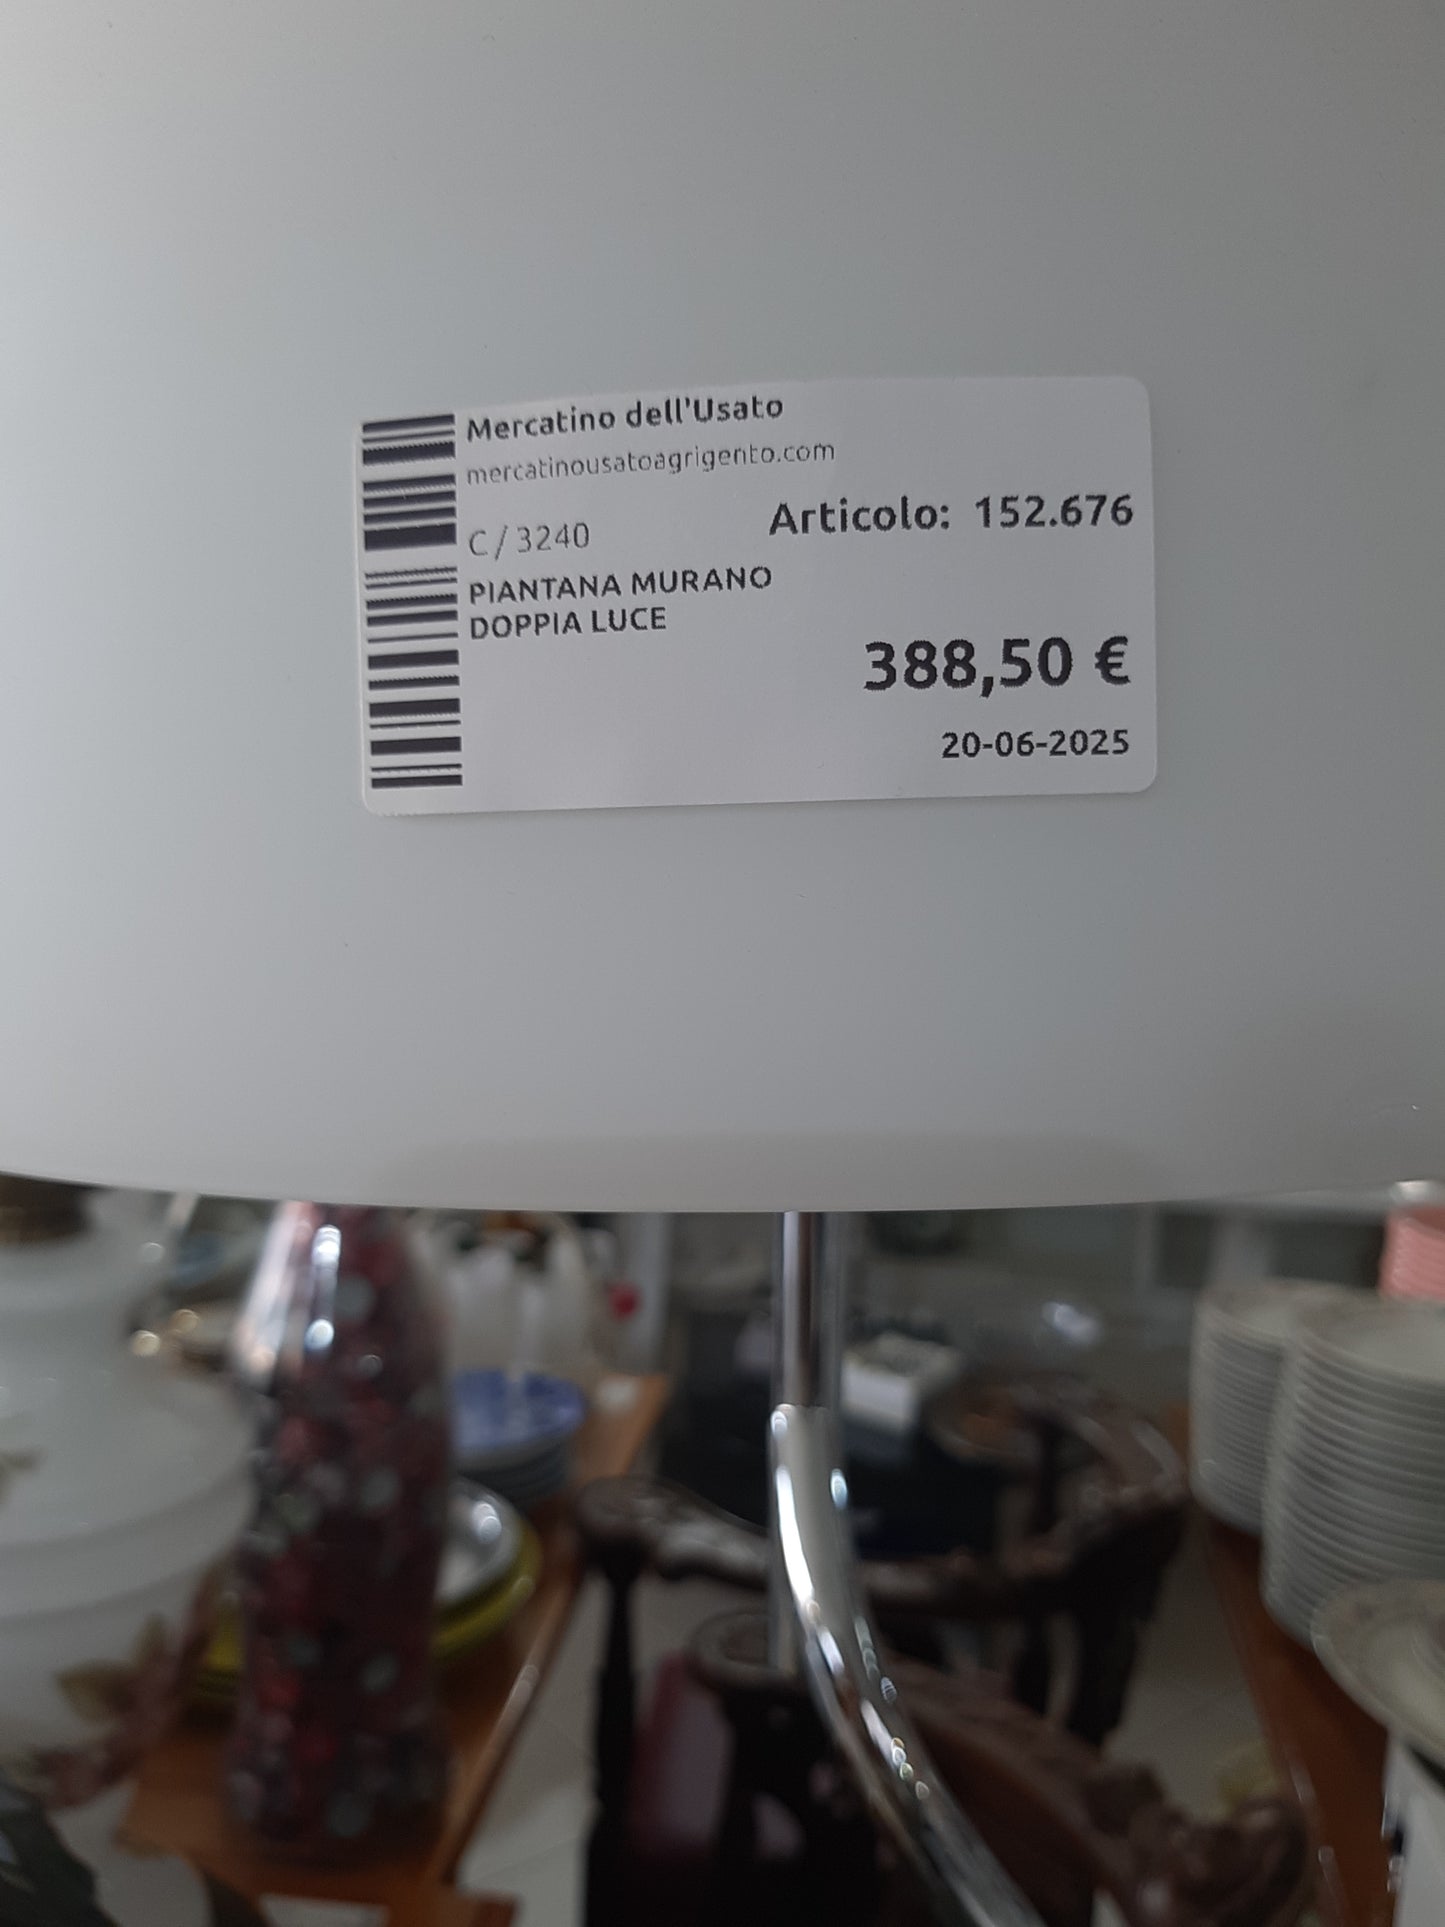 Mercatino dell'Usato
mercatinousatoagrigento.com
C / 3240
Articolo: 152.676
PIANTANA MURANO
DOPPIA LUCE
388,50 €
20-06-2025